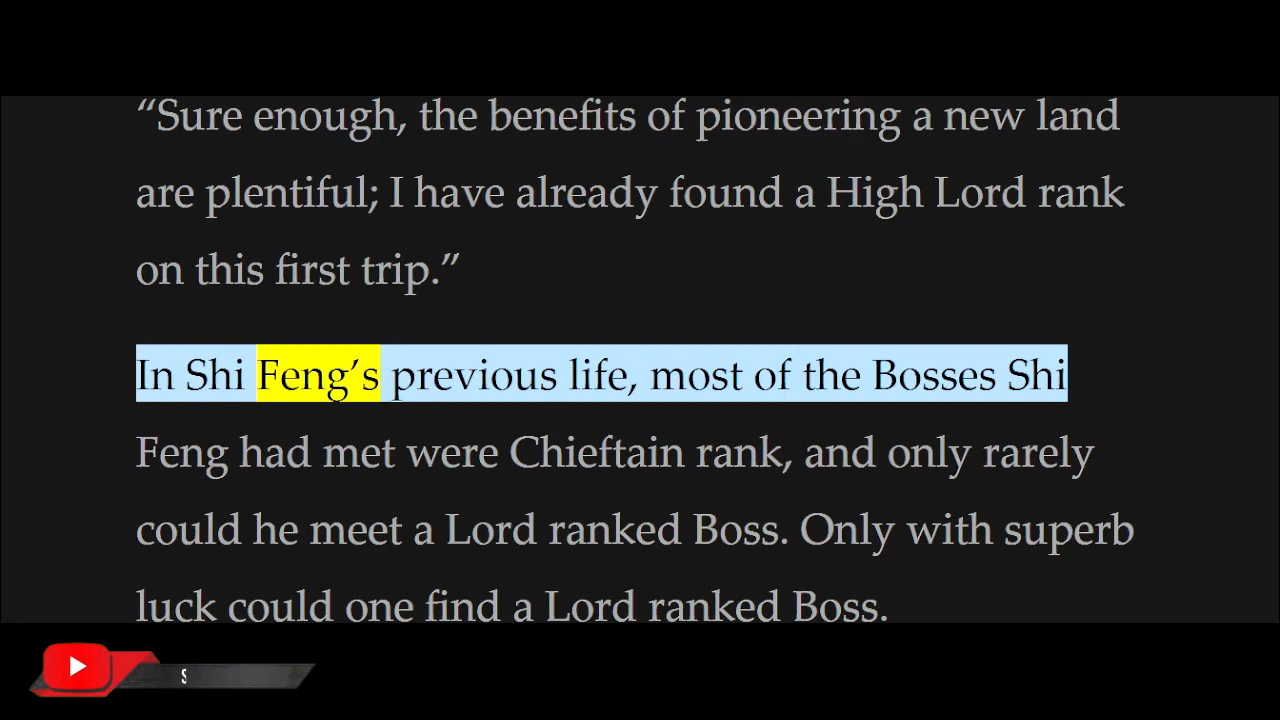 “Sure enough, the benefits of pioneering a new land
are plentiful; I have already found a High Lord rank
on this first trip.”
In Shi Feng’s previous life, most of the Bosses Shi
Feng had met were Chieftain rank, and only rarely
could he meet a Lord ranked Boss. Only with superb
luck could one find a Lord ranked Boss.
S